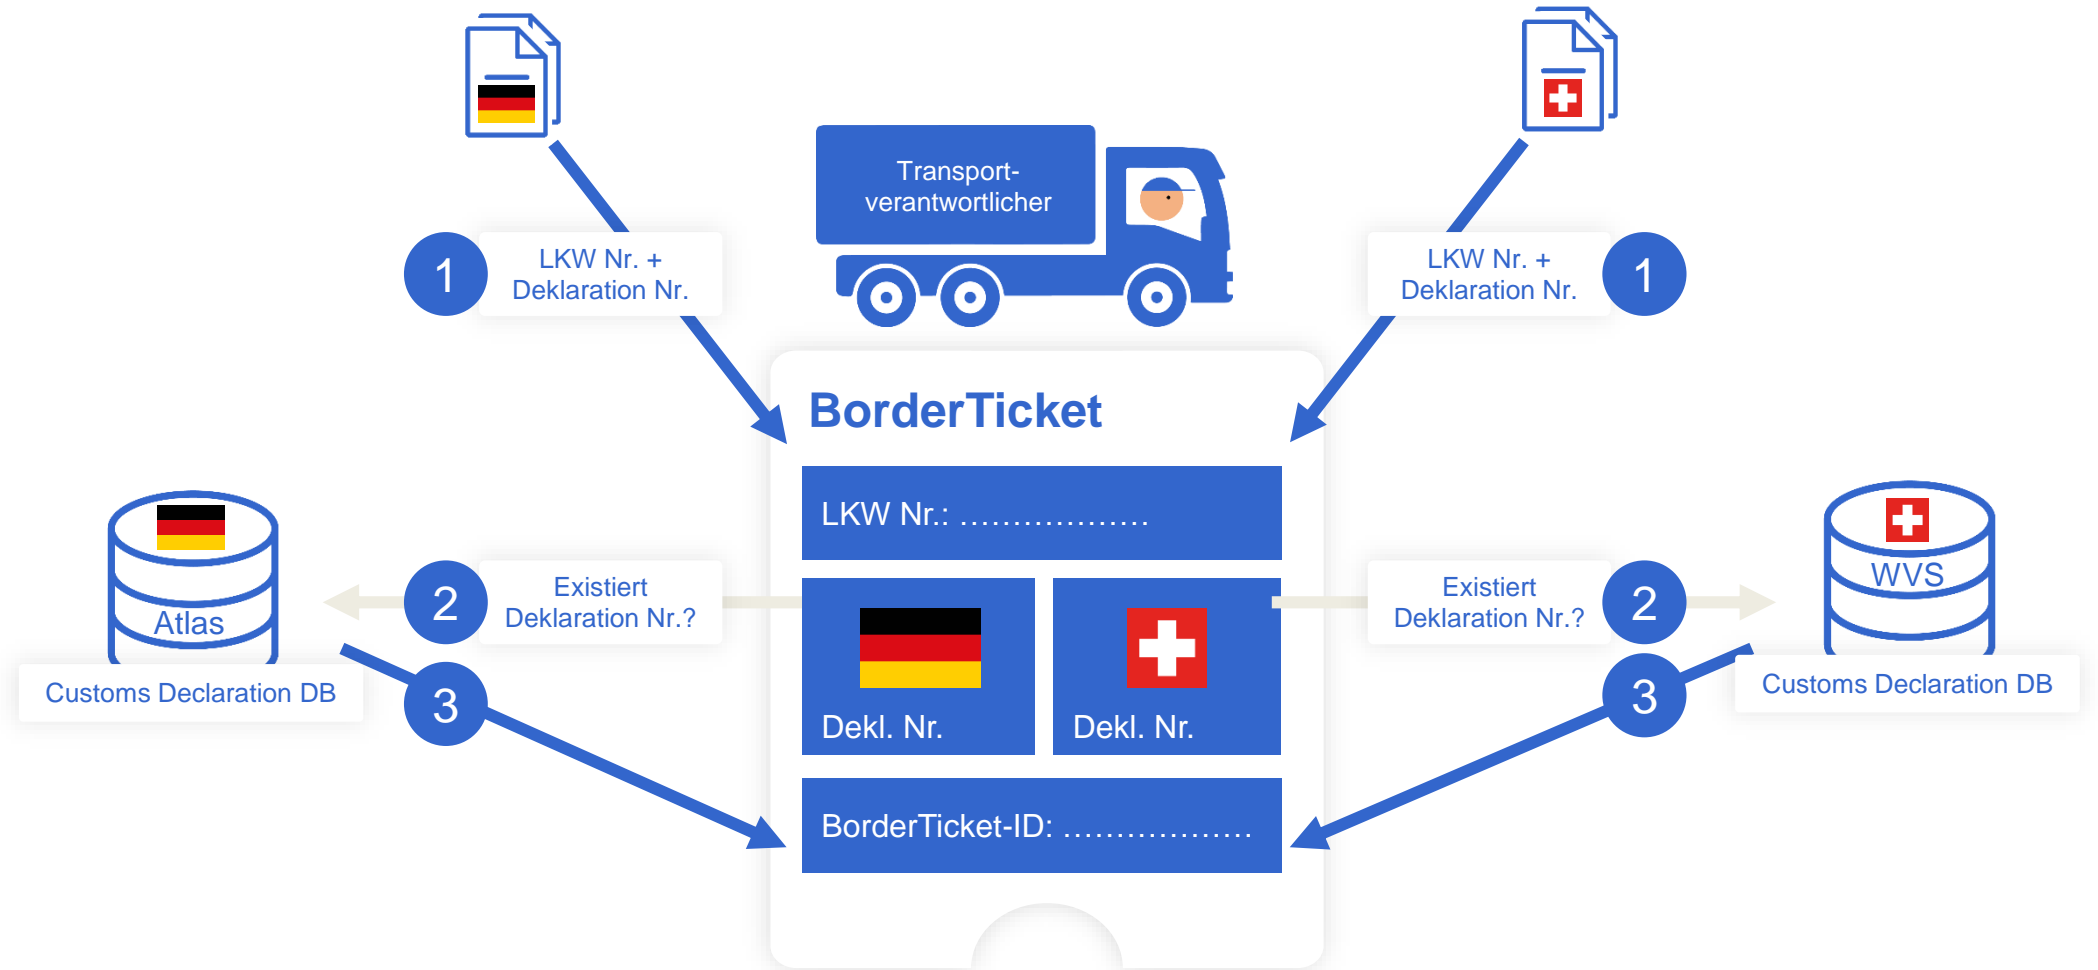 Transport-
verantwortlicher
1
LKW Nr. +
Deklaration Nr.
LKW Nr. +
Deklaration Nr.
1
BorderTicket
LKW Nr.: ………………
Atlas
Customs Declaration DB
2
Existiert
Deklaration Nr.?
3
Dekl. Nr.
Dekl. Nr.
Existiert
Deklaration Nr.?
2
3
WVS
Customs Declaration DB
BorderTicket-ID: ………………